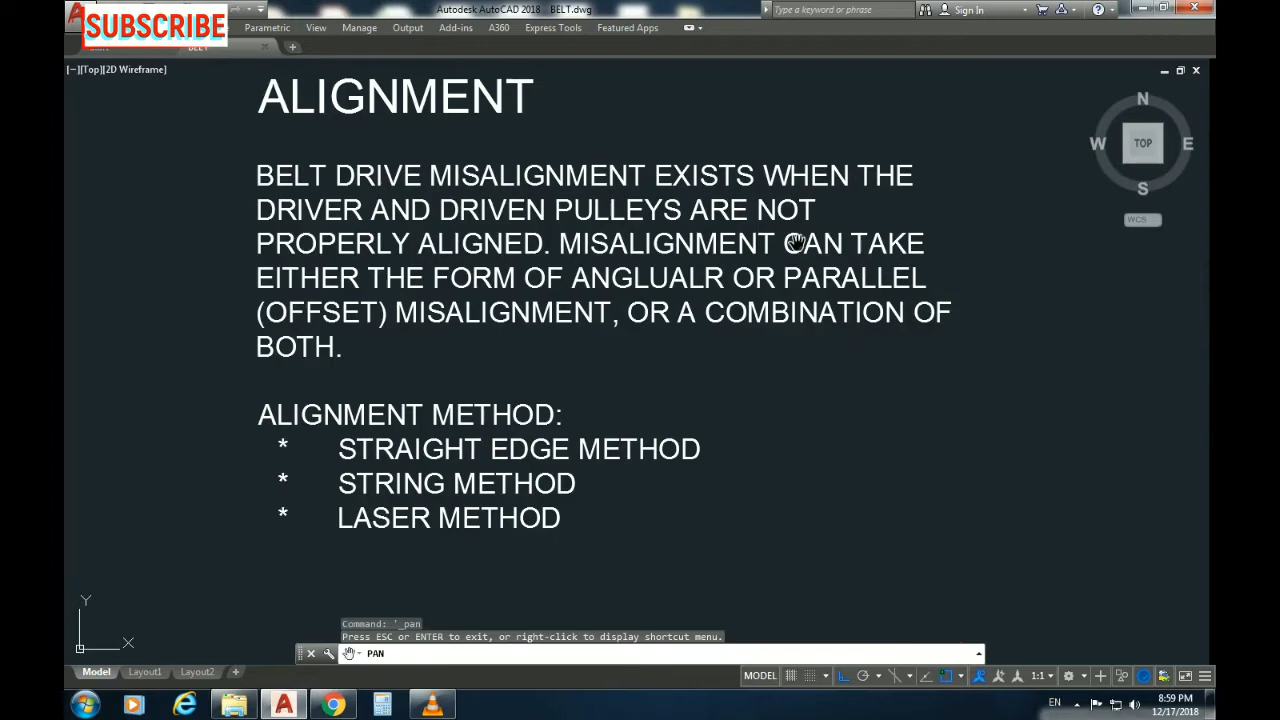 SUBSCRIBE
Autodesk AutoCAD 2018 BELT.dwg
Type a keyword or phrase
Sign In
Parametric View Manage Output Add-ins A360 Express Tools Featured Apps
[−][Top][2D Wireframe]
ALIGNMENT
BELT DRIVE MISALIGNMENT EXISTS WHEN THE
DRIVER AND DRIVEN PULLEYS ARE NOT
PROPERLY ALIGNED. MISALIGNMENT CAN TAKE
EITHER THE FORM OF ANGLUALR OR PARALLEL
(OFFSET) MISALIGNMENT, OR A COMBINATION OF
BOTH.
ALIGNMENT METHOD:
* STRAIGHT EDGE METHOD
* STRING METHOD
* LASER METHOD
N
W TOP E
S
WCS
Y
X
Command: '_pan
Press ESC or ENTER to exit, or right-click to display shortcut menu.
PAN
Model Layout1 Layout2 +
MODEL 1:1
EN 8:59 PM
12/17/2018